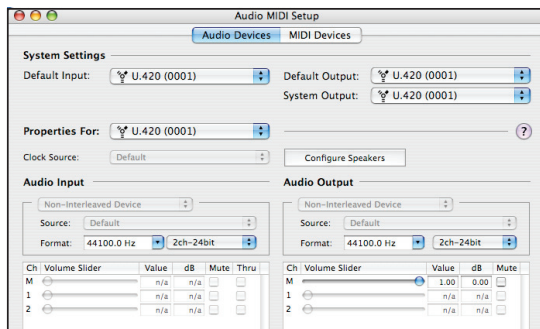 Audio MIDI Setup
Audio Devices MIDI Devices
System Settings
Default Input: U.420 (0001) Default Output: U.420 (0001)
System Output: U.420 (0001)
Properties For: U.420 (0001) ?
Clock Source: Default Configure Speakers
Audio Input Audio Output
Non-Interleaved Device Non-Interleaved Device
Source: Default Source: Default
Format: 44100.0 Hz 2ch-24bit Format: 44100.0 Hz 2ch-24bit
Ch Volume Slider Value dB Mute Thru Ch Volume Slider Value dB Mute
M n/a n/a M 1.00 0.00
1 n/a n/a 1 n/a n/a
2 n/a n/a 2 n/a n/a